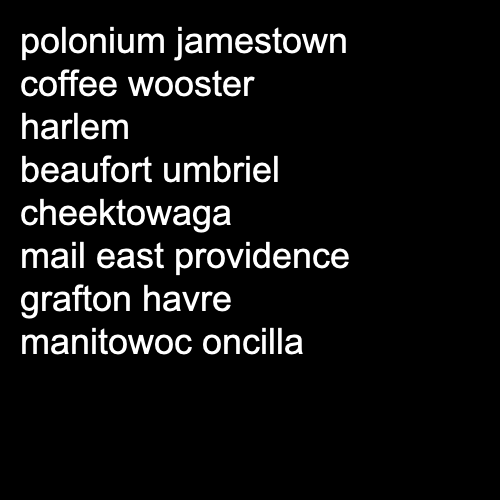 polonium jamestown
coffee wooster
harlem
beaufort umbriel
cheektowaga
mail east providence
grafton havre
manitowoc oncilla